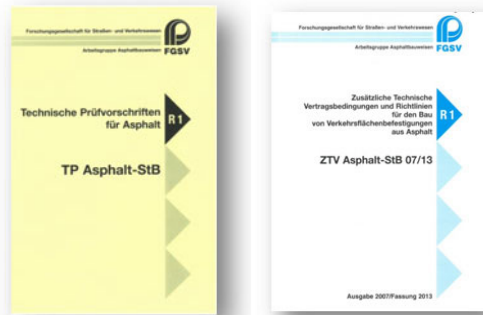 Forschungsgesellschaft für Straßen- und Verkehrswesen
FGSV
Arbeitsgruppe Asphaltbauweisen
Technische Prüfvorschriften
für Asphalt
R 1
TP Asphalt-StB
Forschungsgesellschaft für Straßen- und Verkehrswesen
FGSV
Arbeitsgruppe Asphaltbauweisen
Zusätzliche Technische
Vertragsbedingungen und Richtlinien
für den Bau
von Verkehrsflächenbefestigungen
aus Asphalt
R 1
ZTV Asphalt-StB 07/13
Ausgabe 2007/Fassung 2013